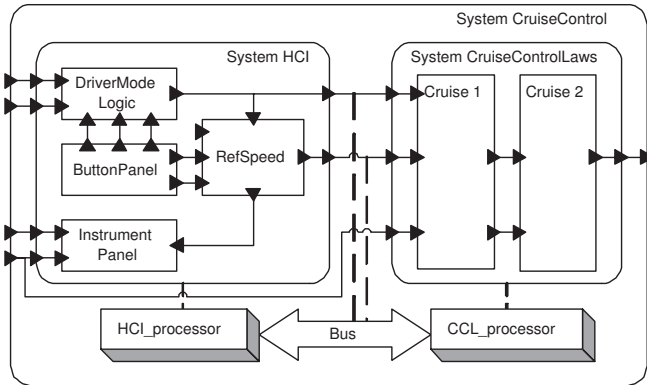 System CruiseControl
System HCI
System CruiseControlLaws
DriverMode
Logic
Cruise 1
Cruise 2
ButtonPanel
RefSpeed
Instrument
Panel
HCI_processor
Bus
CCL_processor